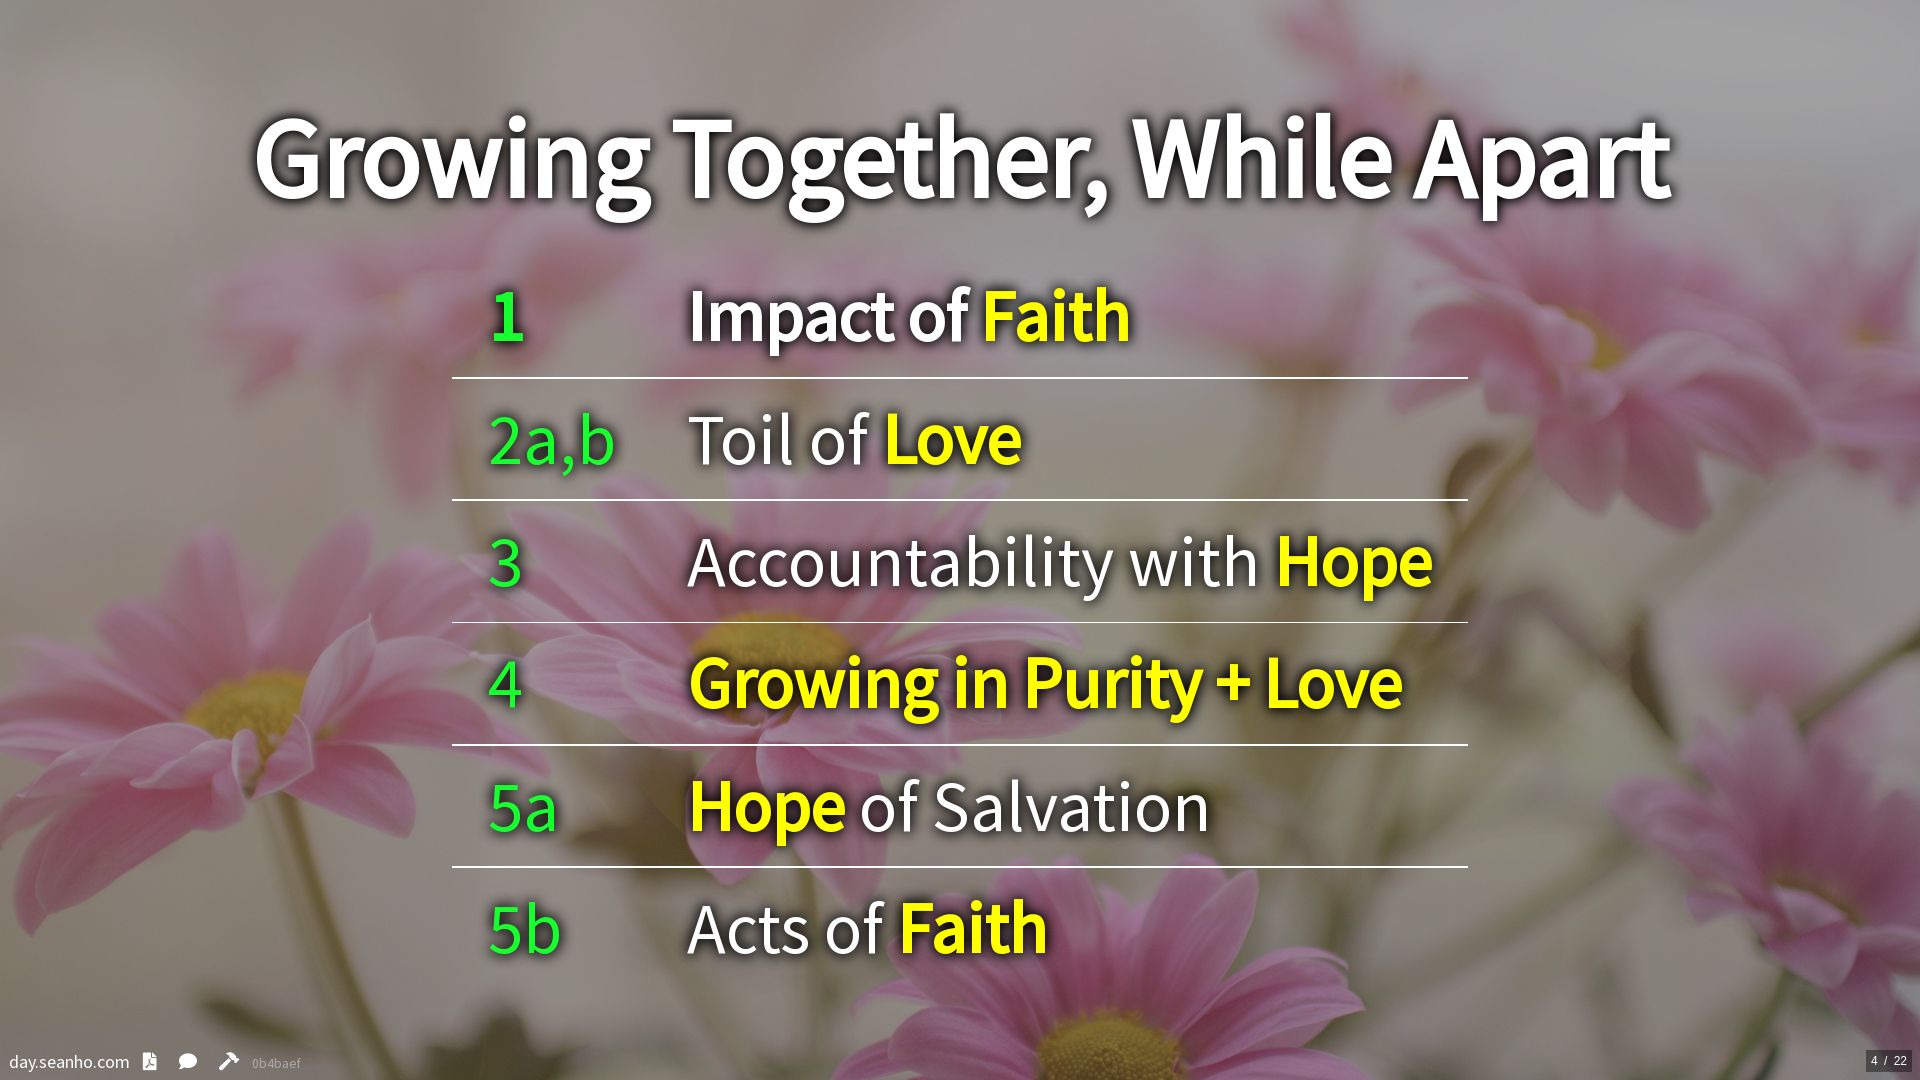 Growing Together, While Apart
1 Impact of Faith
2a,b Toil of Love
3 Accountability with Hope
4 Growing in Purity + Love
5a Hope of Salvation
5b Acts of Faith
day.seanho.com 0b4baef
4 / 22